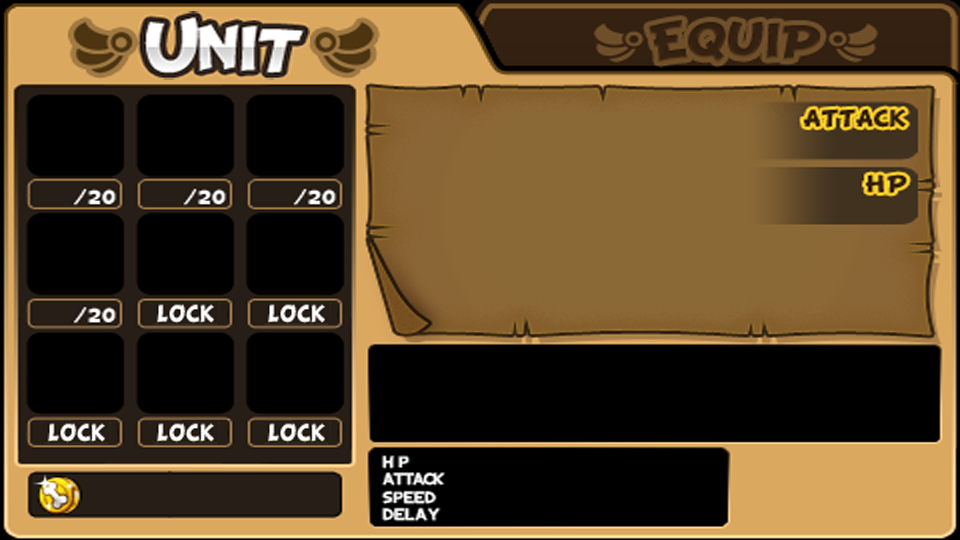 UNIT
EQUIP
/20 /20 /20
/20 LOCK LOCK
LOCK LOCK LOCK
ATTACK
HP
HP
ATTACK
SPEED
DELAY